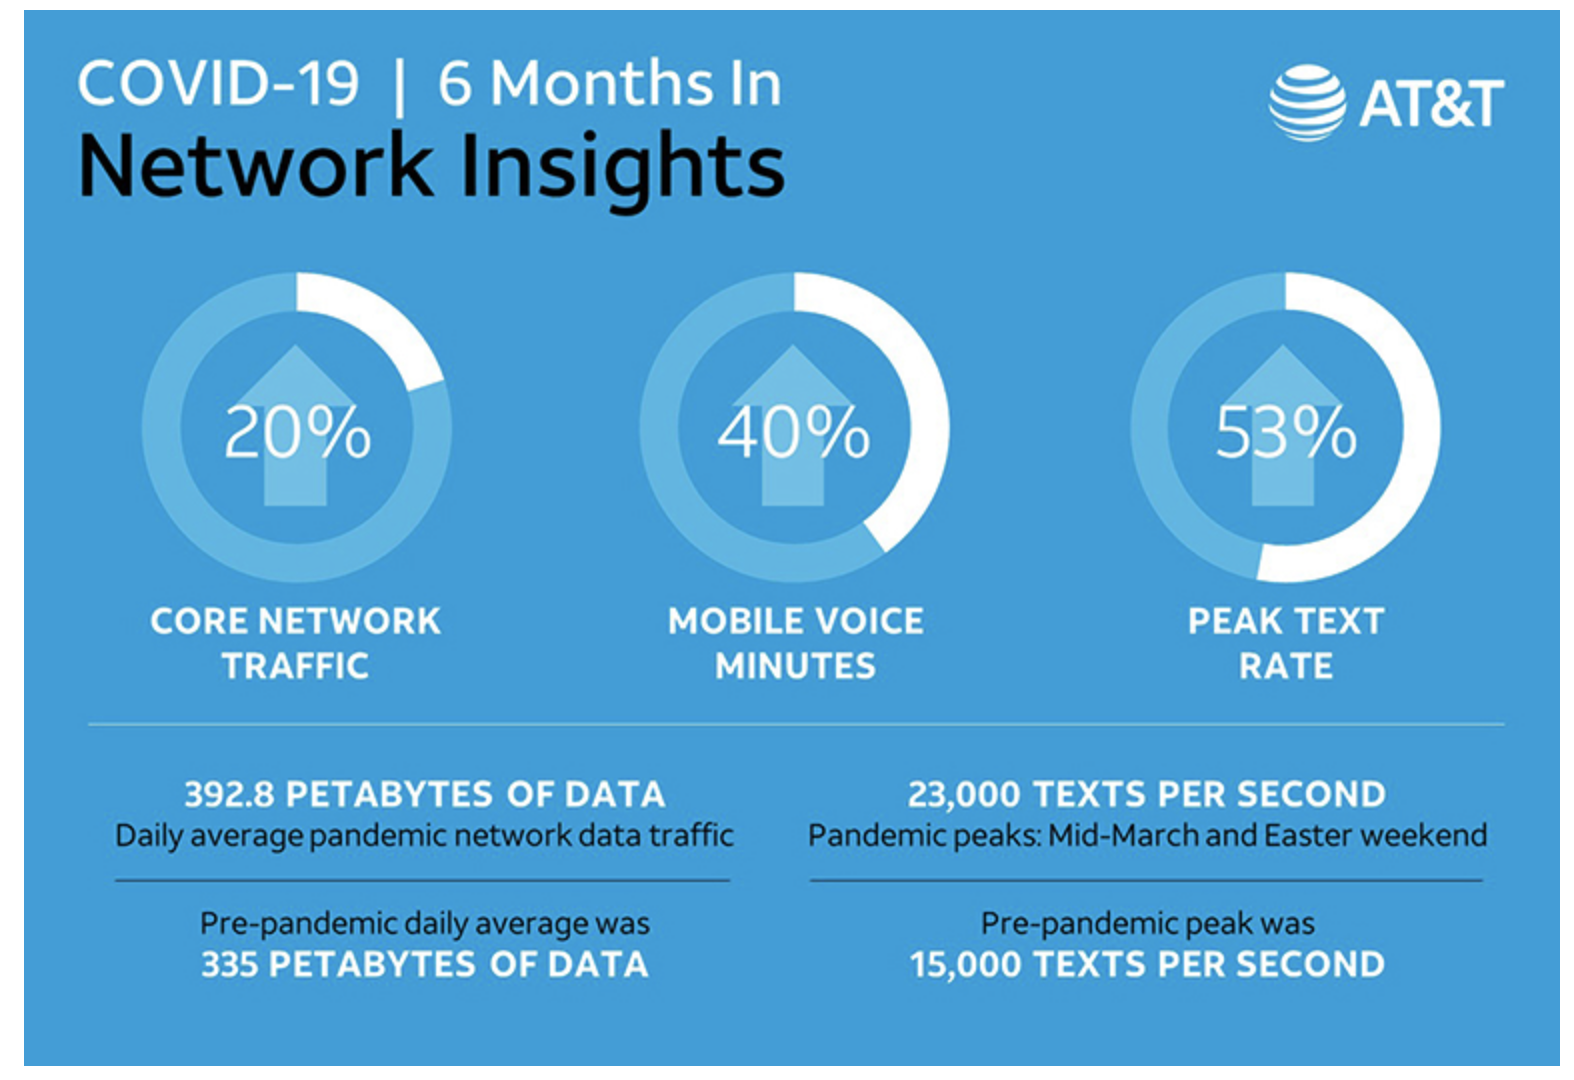 COVID-19 | 6 Months In
Network Insights
AT&T
20%
40%
53%
CORE NETWORK
TRAFFIC
MOBILE VOICE
MINUTES
PEAK TEXT
RATE
392.8 PETABYTES OF DATA
Daily average pandemic network data traffic
Pre-pandemic daily average was
335 PETABYTES OF DATA
23,000 TEXTS PER SECOND
Pandemic peaks: Mid-March and Easter weekend
Pre-pandemic peak was
15,000 TEXTS PER SECOND